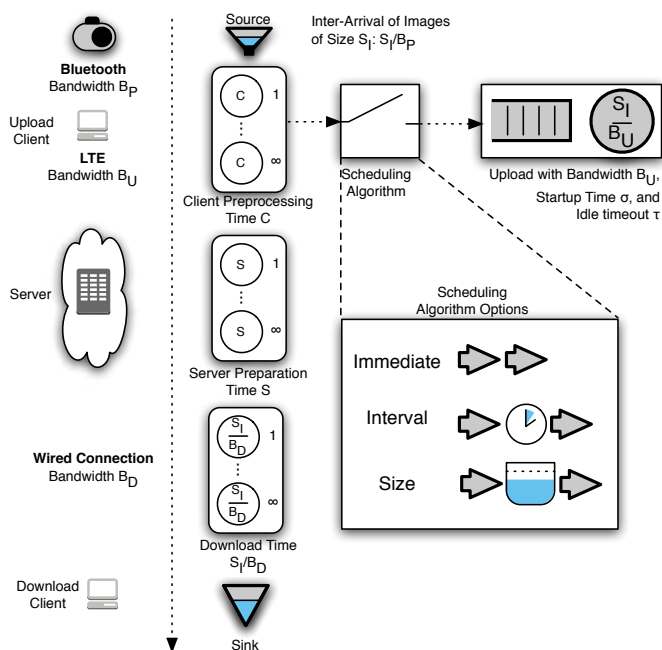 Source
Inter-Arrival of Images
of Size S_I: S_I/B_P
Bluetooth
Bandwidth B_P
Upload
Client
LTE
Bandwidth B_U
C 1
C ∞
Client Preprocessing
Time C
Scheduling
Algorithm
S_I
B_U
Upload with Bandwidth B_U,
Startup Time σ, and
Idle timeout τ
Server
S 1
S ∞
Server Preparation
Time S
Scheduling
Algorithm Options
Immediate
Interval
Size
Wired Connection
Bandwidth B_D
S_I
B_D
1
S_I
B_D
∞
Download Time
S_I/B_D
Download
Client
Sink